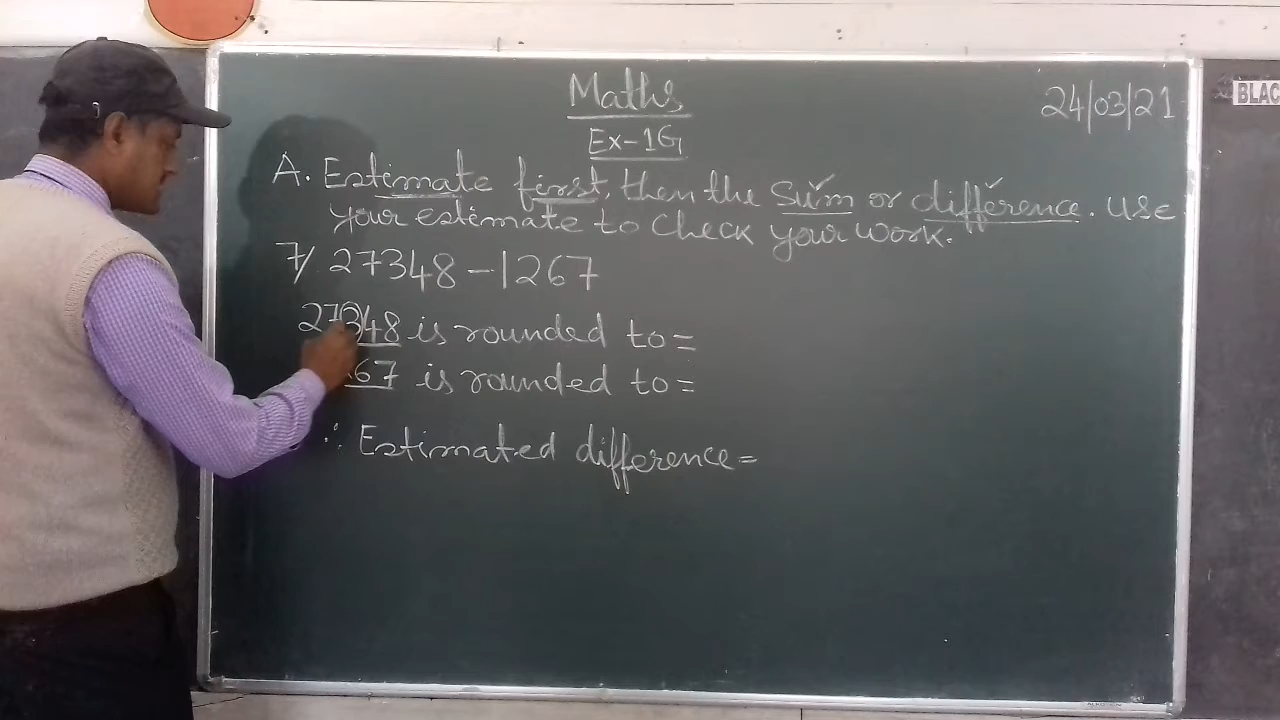 Maths
24/03/21
Ex-1G
A. Estimate first, then the sum or difference. Use
your estimate to check your work.
7/ 27348-1267
27348 is rounded to=
267 is rounded to=
∴ Estimated difference=
BLAC